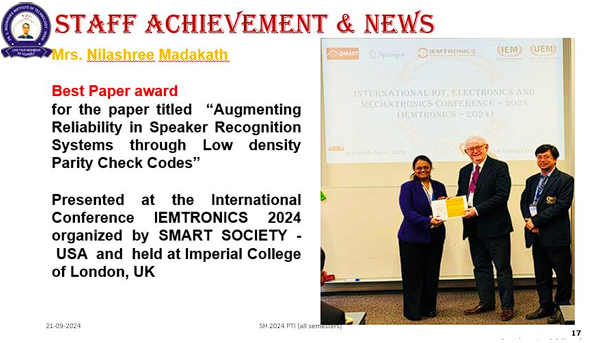 STAFF ACHIEVEMENT & NEWS
Mrs. Nilashree Madakath
Best Paper award
for the paper titled “Augmenting
Reliability in Speaker Recognition
Systems through Low density
Parity Check Codes”
Presented at the International
Conference IEMTRONICS 2024
organized by SMART SOCIETY -
USA and held at Imperial College
of London, UK
SMART
Springer
IEMTRONICS
IEM
UEM
INTERNATIONAL IOT, ELECTRONICS AND
MECHATRONICS CONFERENCE – 2024
(IEMTRONICS – 2024)
April, 2024
21-09-2024
SH 2024 PTI (all semesters)
17